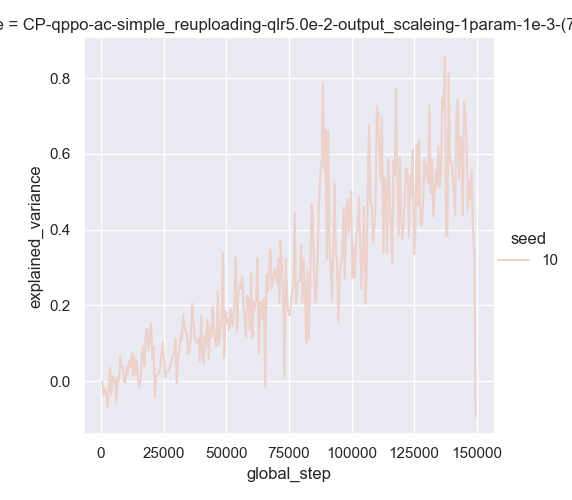 e = CP-qppo-ac-simple_reuploading-qlr5.0e-2-output_scaleing-1param-1e-3-(7
0.8
0.6
0.4
0.2
0.0
explained_variance
0 25000 50000 75000 100000 125000 150000
global_step
seed
10